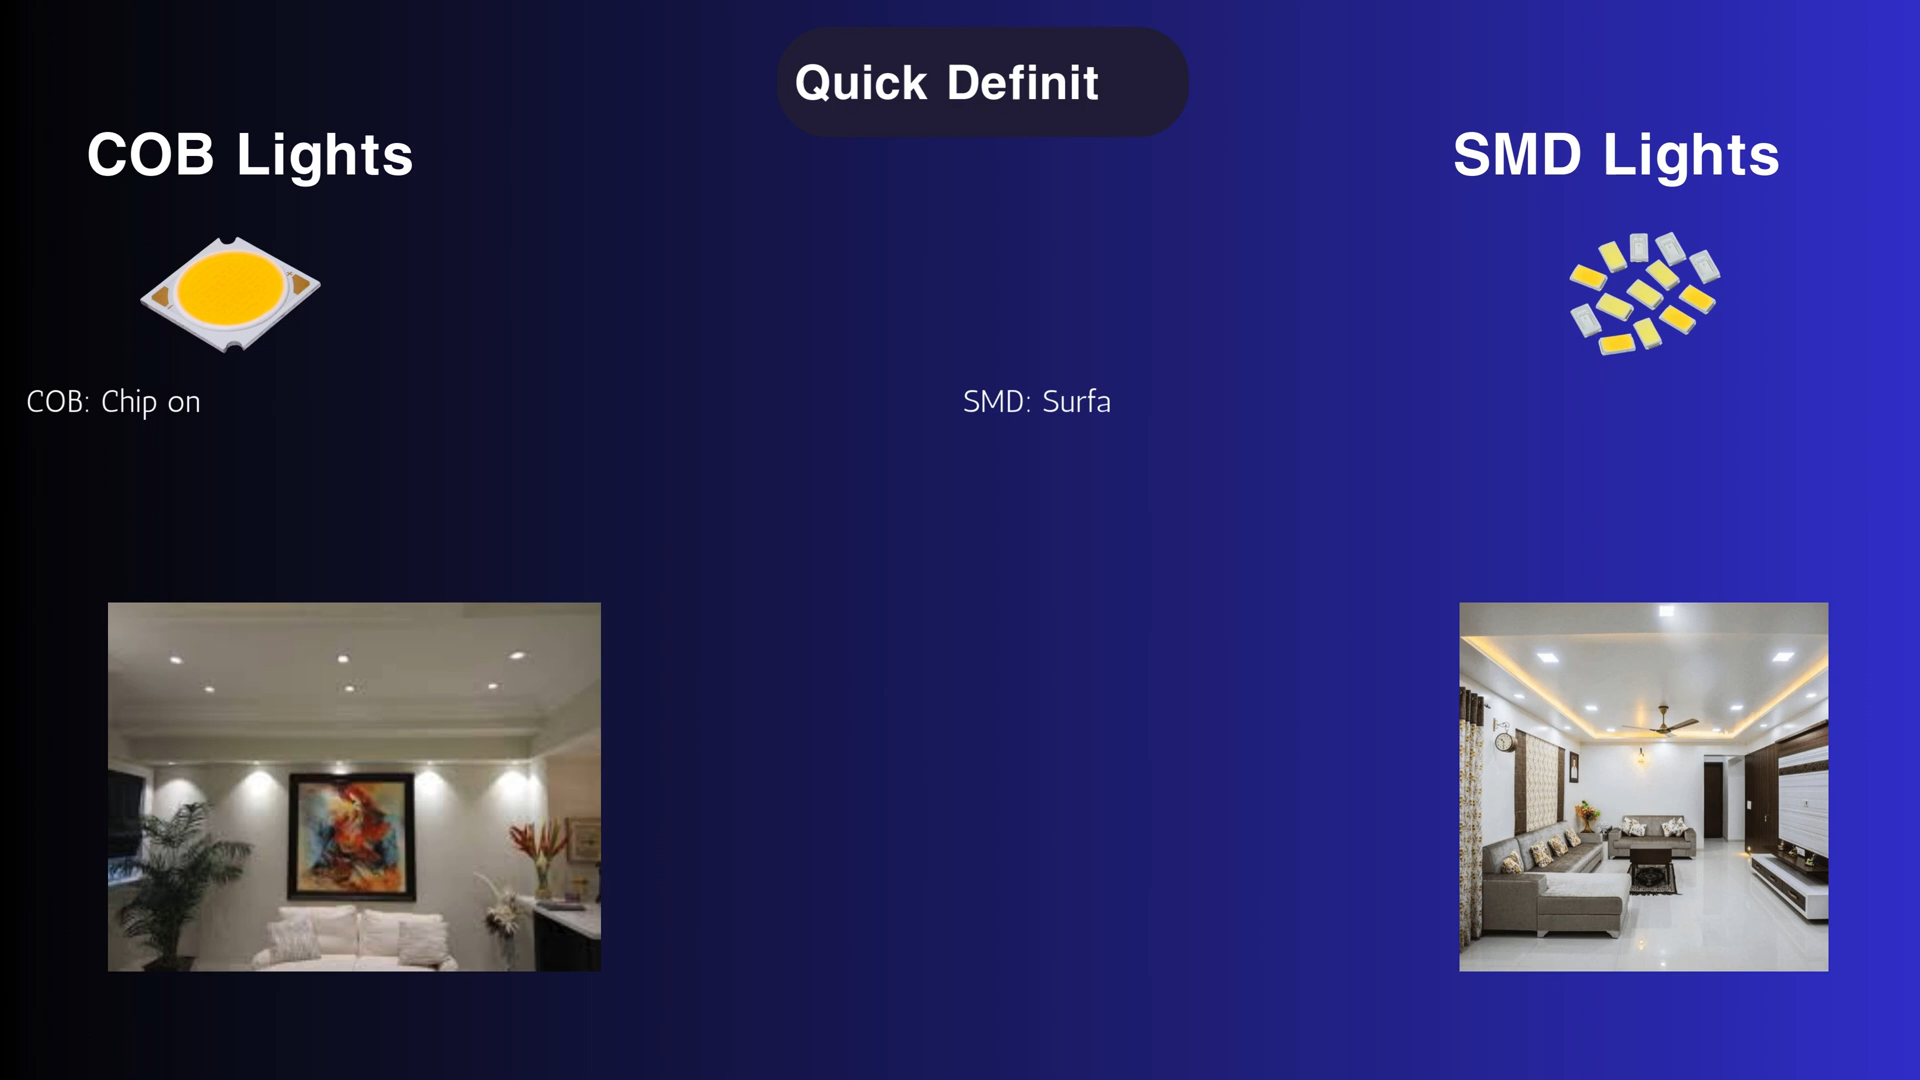 Quick Definit
COB Lights
SMD Lights
COB: Chip on
SMD: Surfa